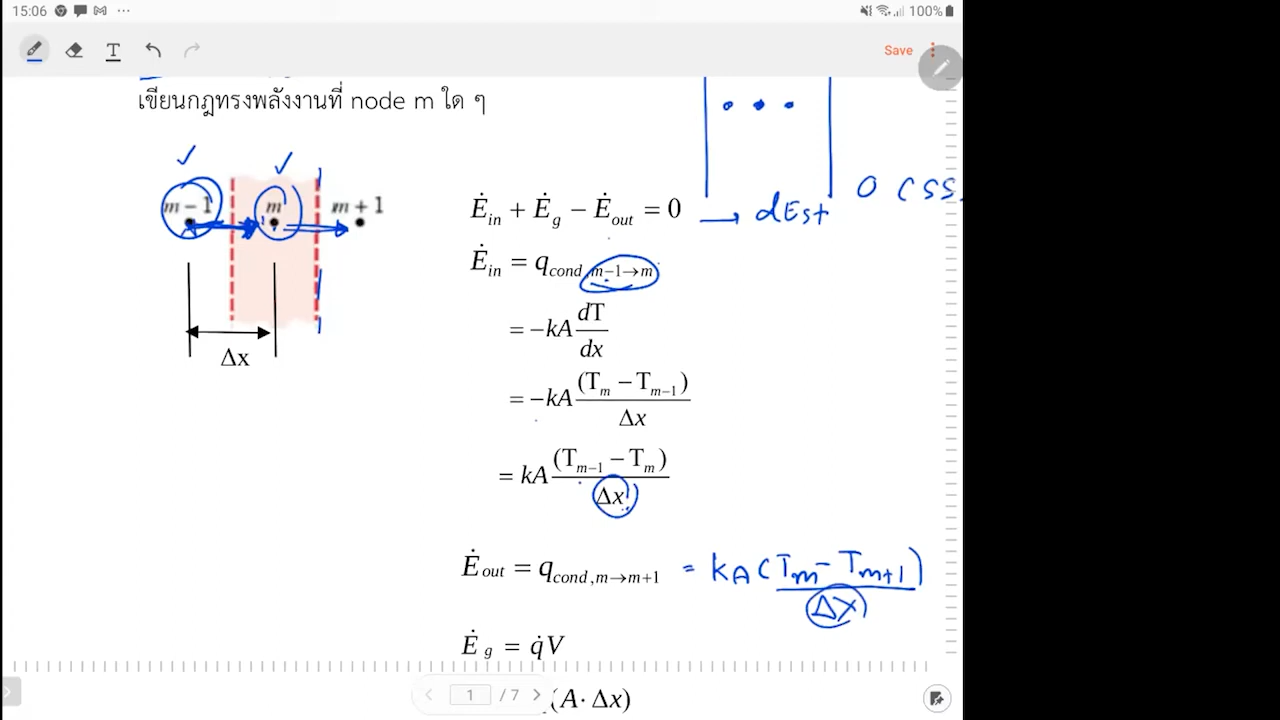 15:06 ... 100%
T Save
เขียนกฎทรงพลังงานที่ node m ใด ๆ
m − 1 m m + 1
Δx
Ė_in + Ė_g − Ė_out = 0 → dEst 0 (SS)
Ė_in = q_cond m−1→m
= −kA dT/dx
= −kA (T_m − T_m−1)/Δx
= kA (T_m−1 − T_m)/Δx
Ė_out = q_cond,m→m+1 = kA (Tm − Tm+1)/Δx
Ė_g = q̇V
(A· Δx)
1 / 7